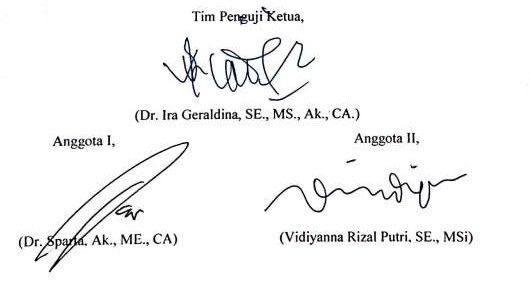 Tim Penguji Ketua,
(Dr. Ira Geraldina, SE., MS., Ak., CA.)
Anggota I,
Anggota II,
(Dr. Sparta, Ak., ME., CA)
(Vidiyanna Rizal Putri, SE., MSi)